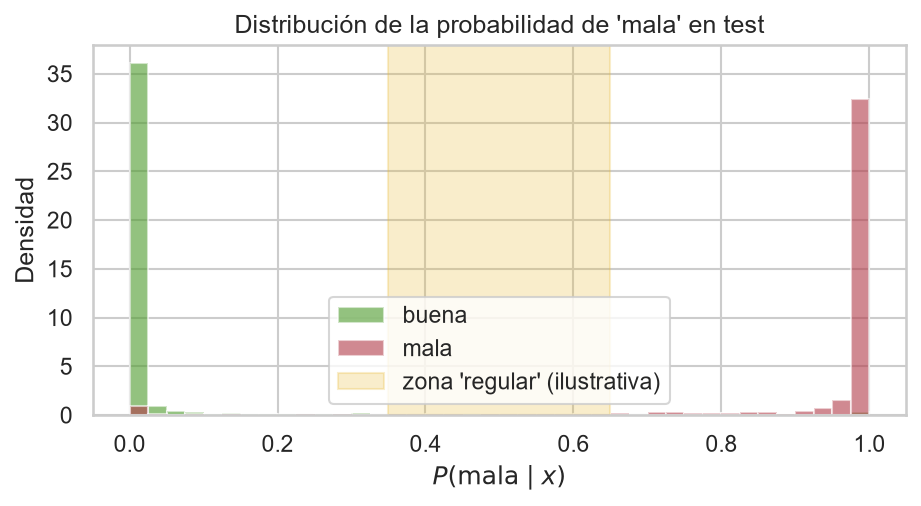 Distribución de la probabilidad de 'mala' en test
Densidad
35
30
25
20
15
10
5
0
buena
mala
zona 'regular' (ilustrativa)
0.0 0.2 0.4 0.6 0.8 1.0
P(mala | x)